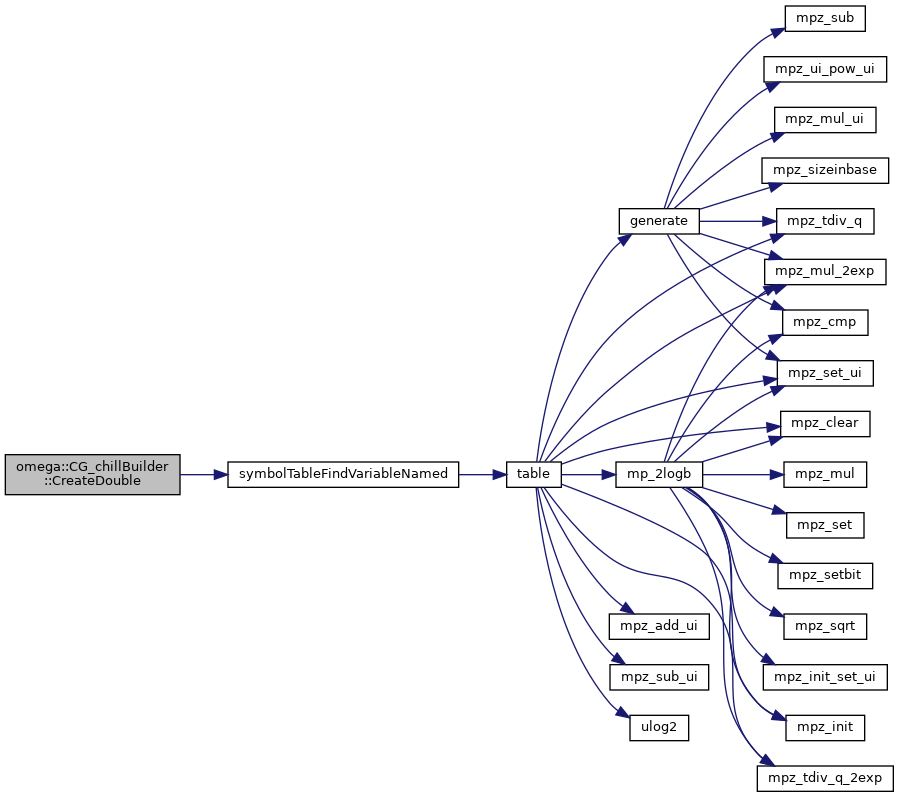 omega::CG_chillBuilder
::CreateDouble
symbolTableFindVariableNamed
table
generate
mp_2logb
mpz_add_ui
mpz_sub_ui
ulog2
mpz_sub
mpz_ui_pow_ui
mpz_mul_ui
mpz_sizeinbase
mpz_tdiv_q
mpz_mul_2exp
mpz_cmp
mpz_set_ui
mpz_clear
mpz_mul
mpz_set
mpz_setbit
mpz_sqrt
mpz_init_set_ui
mpz_init
mpz_tdiv_q_2exp